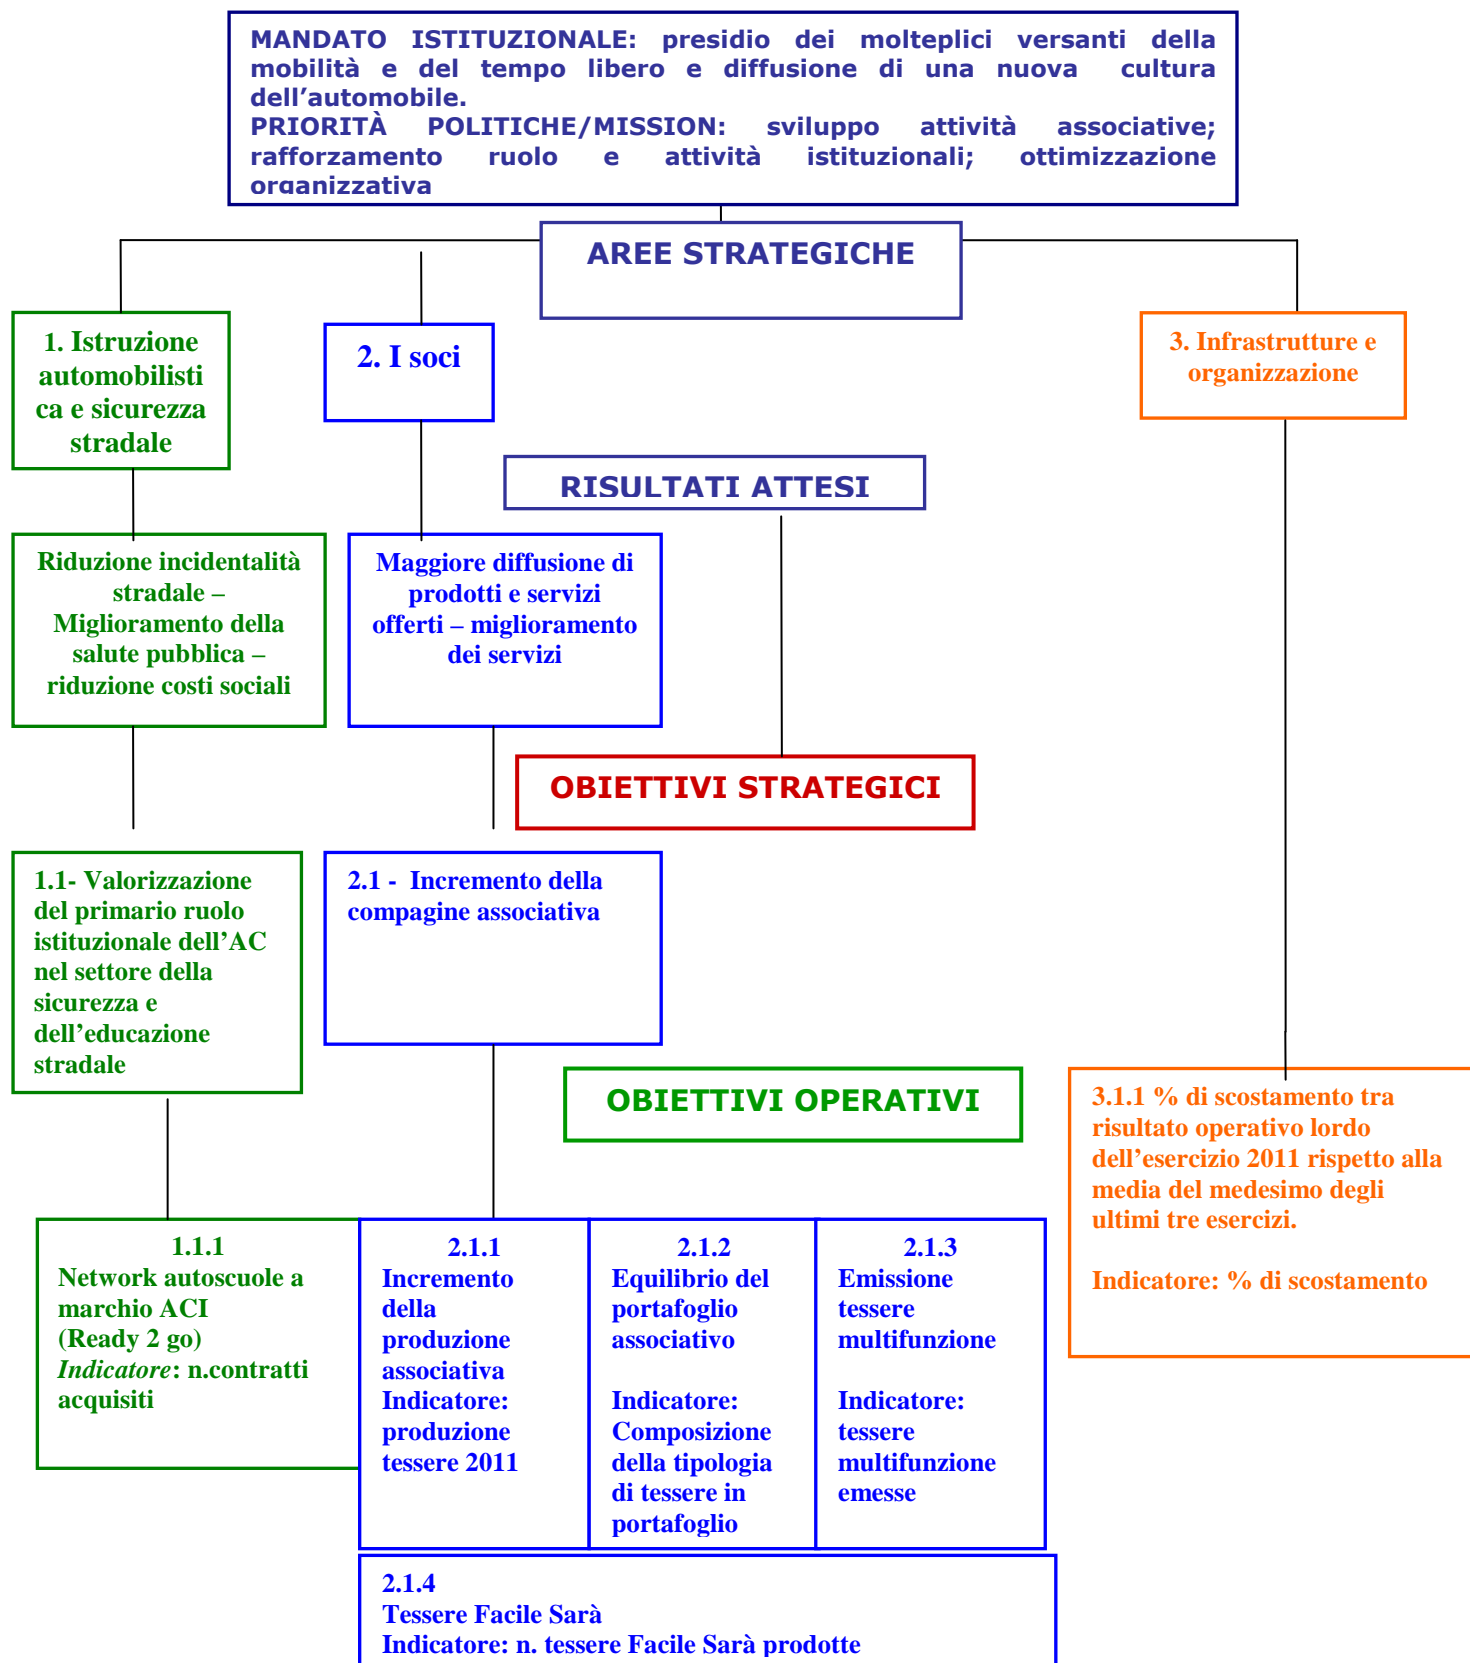 MANDATO ISTITUZIONALE: presidio dei molteplici versanti della
mobilità e del tempo libero e diffusione di una nuova cultura
dell’automobile.
PRIORITÀ POLITICHE/MISSION: sviluppo attività associative;
rafforzamento ruolo e attività istituzionali; ottimizzazione
organizzativa
AREE STRATEGICHE
1. Istruzione
automobilisti
ca e sicurezza
stradale
2. I soci
3. Infrastrutture e
organizzazione
RISULTATI ATTESI
Riduzione incidentalità
stradale –
Miglioramento della
salute pubblica –
riduzione costi sociali
Maggiore diffusione di
prodotti e servizi
offerti – miglioramento
dei servizi
OBIETTIVI STRATEGICI
1.1- Valorizzazione
del primario ruolo
istituzionale dell’AC
nel settore della
sicurezza e
dell’educazione
stradale
2.1 - Incremento della
compagine associativa
OBIETTIVI OPERATIVI
3.1.1 % di scostamento tra
risultato operativo lordo
dell’esercizio 2011 rispetto alla
media del medesimo degli
ultimi tre esercizi.
Indicatore: % di scostamento
1.1.1
Network autoscuole a
marchio ACI
(Ready 2 go)
Indicatore: n.contratti
acquisiti
2.1.1
Incremento
della
produzione
associativa
Indicatore:
produzione
tessere 2011
2.1.2
Equilibrio del
portafoglio
associativo
Indicatore:
Composizione
della tipologia
di tessere in
portafoglio
2.1.3
Emissione
tessere
multifunzione
Indicatore:
tessere
multifunzione
emesse
2.1.4
Tessere Facile Sarà
Indicatore: n. tessere Facile Sarà prodotte